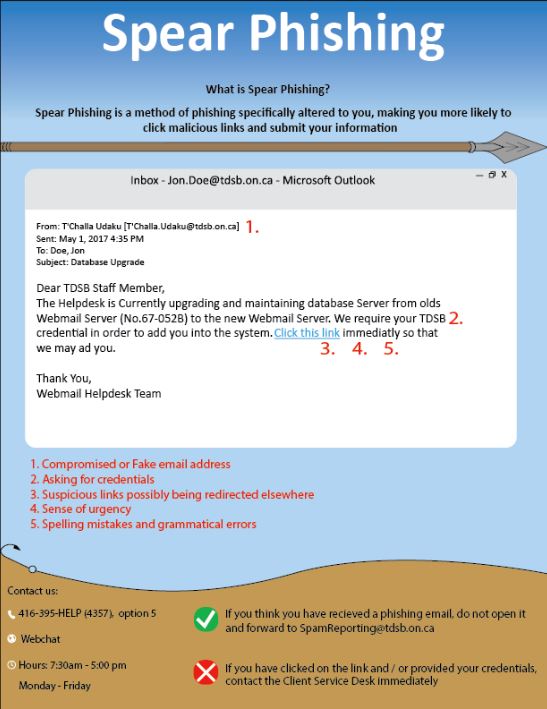 Spear Phishing
What is Spear Phishing?
Spear Phishing is a method of phishing specifically altered to you, making you more likely to
click malicious links and submit your information
Inbox - Jon.Doe@tdsb.on.ca - Microsoft Outlook
From: T'Challa Udaku [T'Challa.Udaku@tdsb.on.ca] 1.
Sent: May 1, 2017 4:35 PM
To: Doe, Jon
Subject: Database Upgrade
Dear TDSB Staff Member,
The Helpdesk is Currently upgrading and maintaining database Server from olds
Webmail Server (No.67-052B) to the new Webmail Server. We require your TDSB 2.
credential in order to add you into the system. Click this link immediatly so that
we may ad you. 3. 4. 5.
Thank You,
Webmail Helpdesk Team
1. Compromised or Fake email address
2. Asking for credentials
3. Suspicious links possibly being redirected elsewhere
4. Sense of urgency
5. Spelling mistakes and grammatical errors
Contact us:
416-395-HELP (4357), option 5
Webchat
Hours: 7:30am - 5:00 pm
Monday - Friday
If you think you have recieved a phishing email, do not open it
and forward to SpamReporting@tdsb.on.ca
If you have clicked on the link and / or provided your credentials,
contact the Client Service Desk immediately